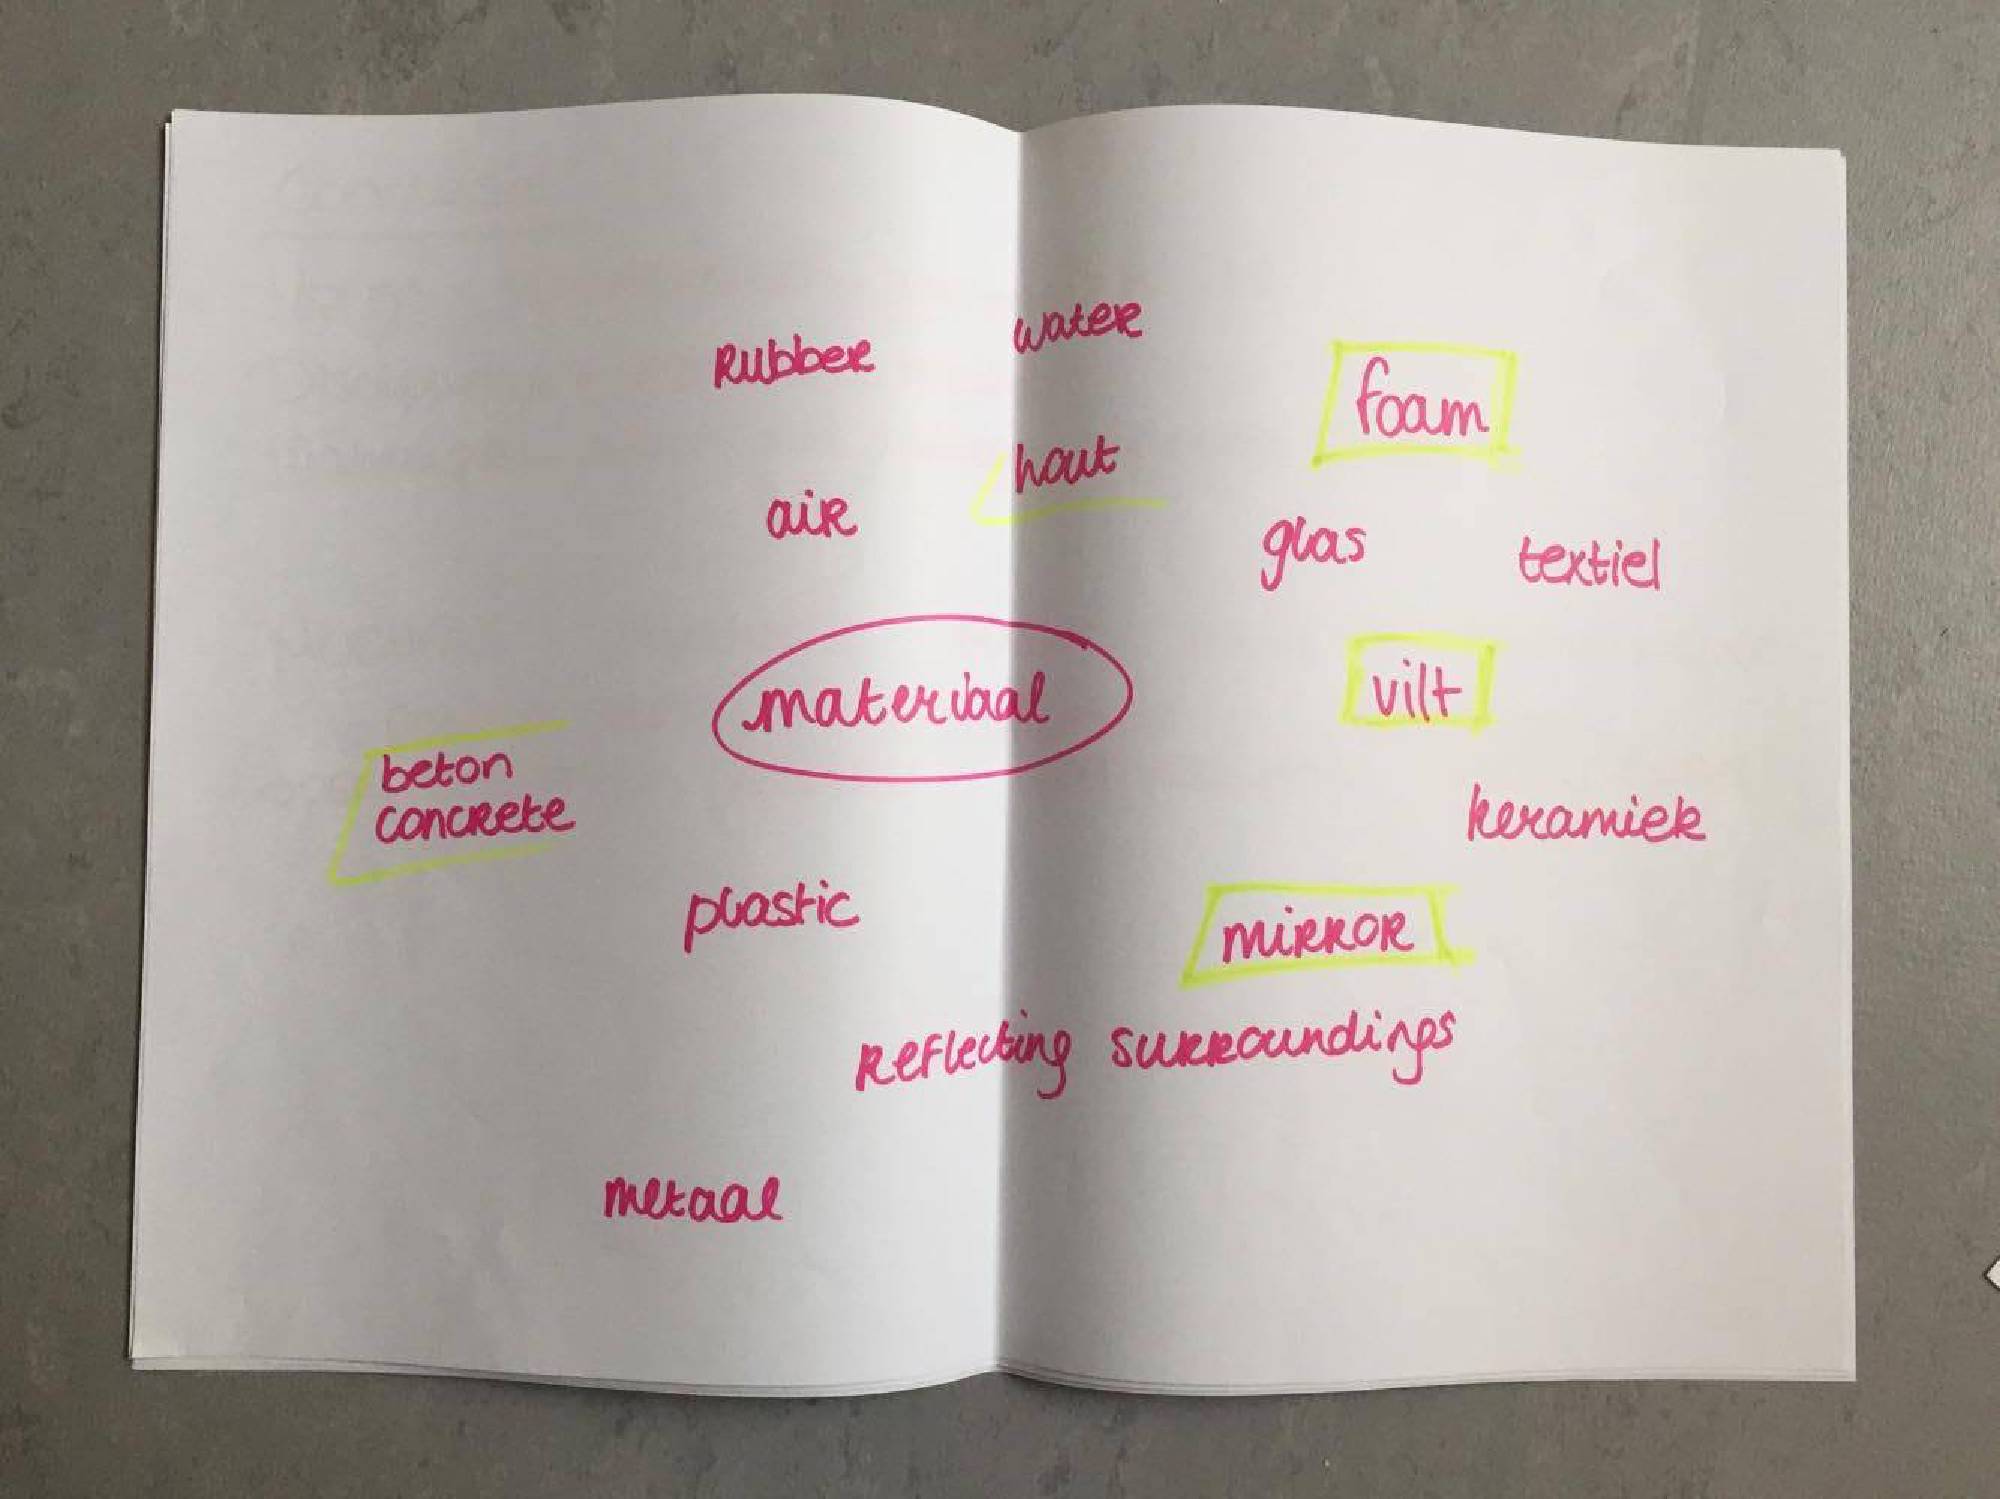 water
rubber
foam
hout
air
glas
textiel
materiaal
vilt
beton
concrete
keramiek
plastic
mirror
reflecting surroundings
metaal